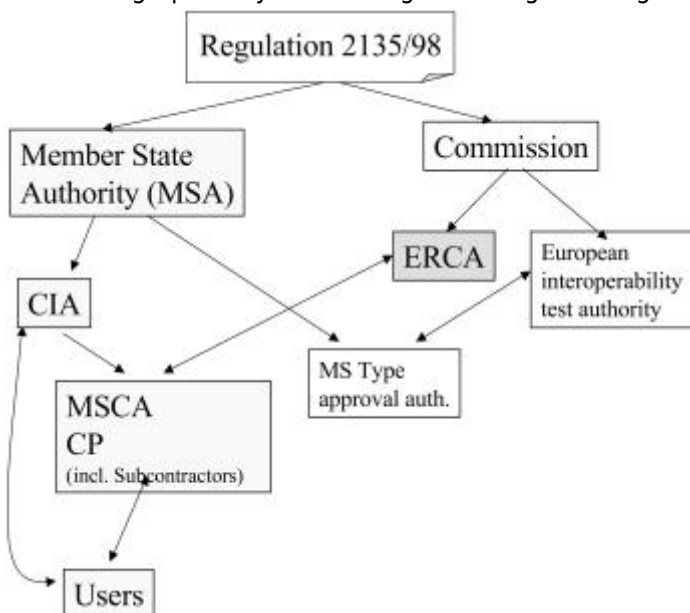 Regulation 2135/98
Member State
Authority (MSA)
Commission
ERCA
European
interoperability
test authority
CIA
MS Type
approval auth.
MSCA
CP
(incl. Subcontractors)
Users